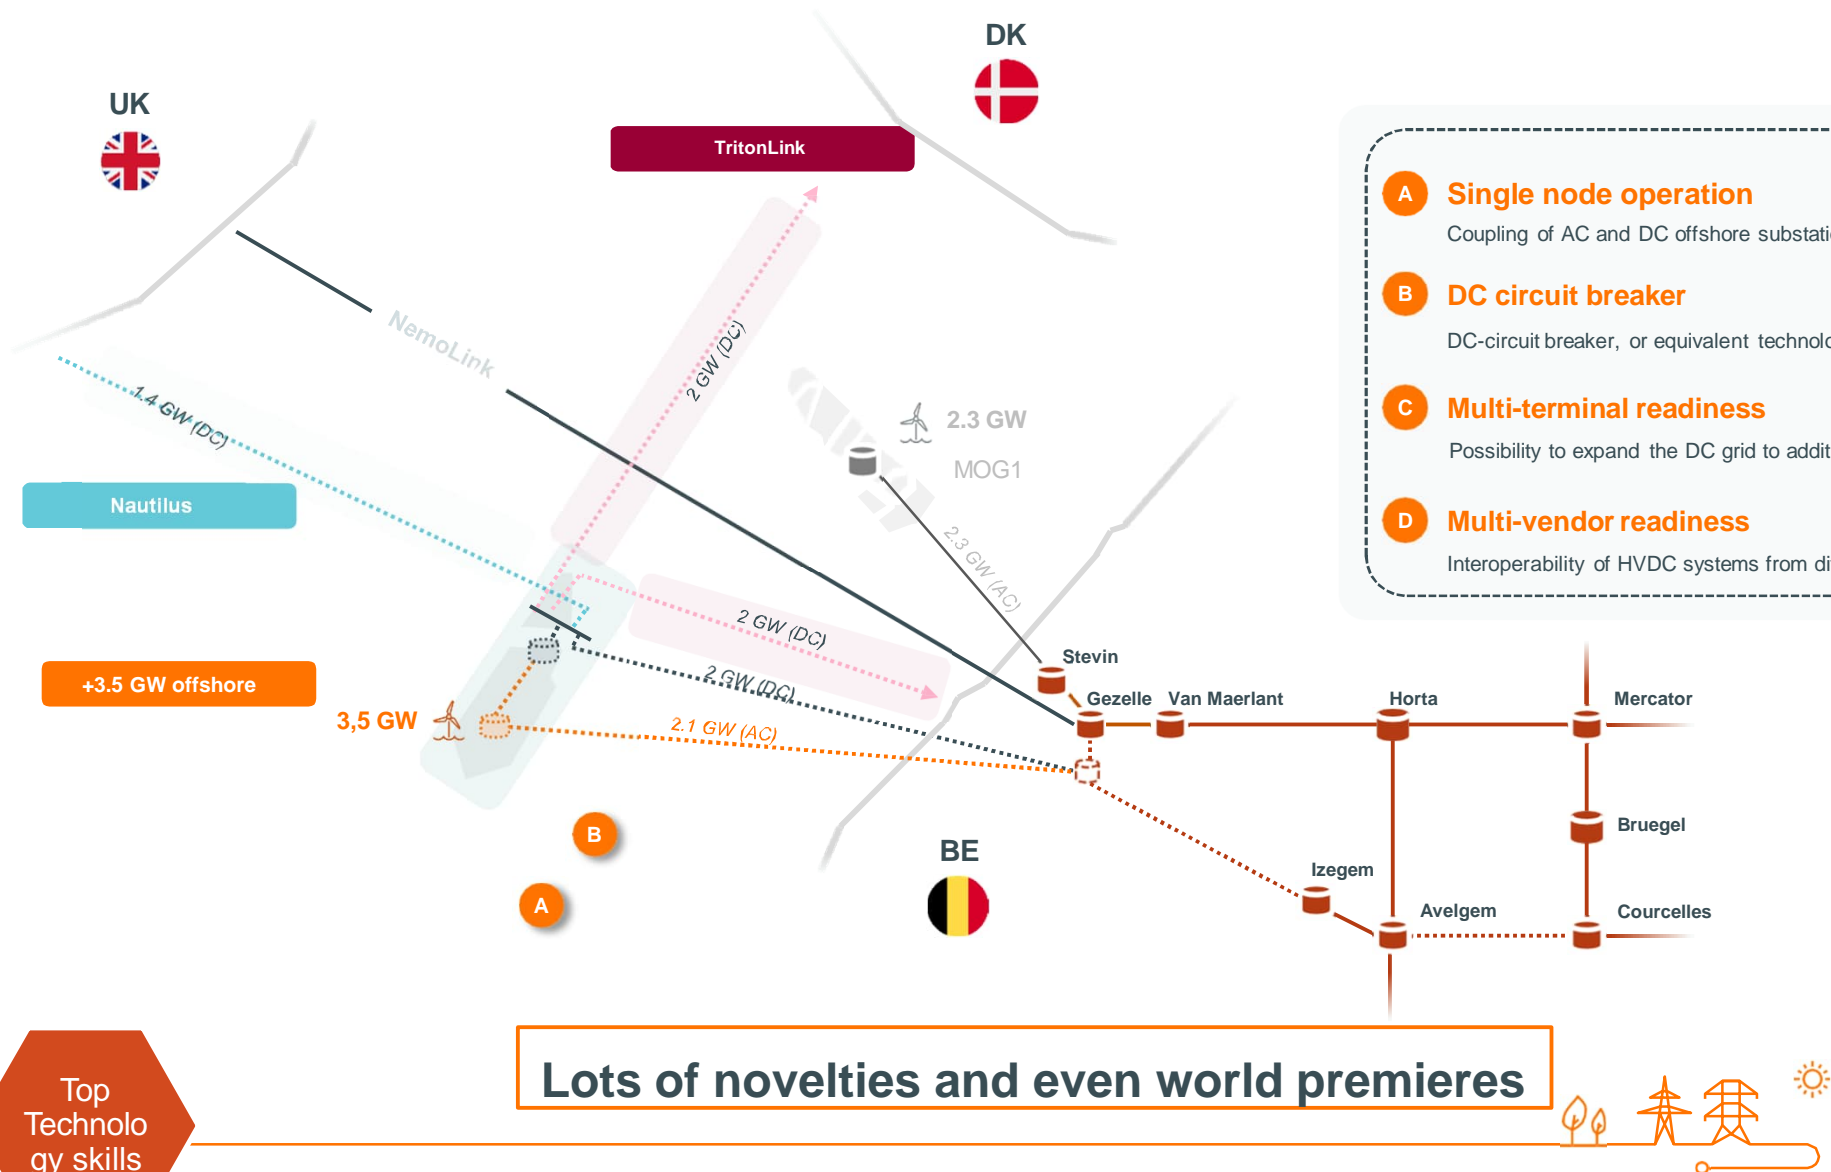 DK
UK
TritonLink
A
Single node operation
Coupling of AC and DC offshore
B
DC circuit breaker
DC-circuit breaker, or equivalent
C
Multi-terminal readiness
Possibility to expand the DC grid to
D
Multi-vendor readiness
Interoperability of HVDC systems from
NemoLink
2 GW (DC)
1.4 GW (DC)
2.3 GW
MOG1
Nautilus
2.3 GW (AC)
2 GW (DC)
2 GW (DC)
+3.5 GW offshore
3,5 GW
2.1 GW (AC)
Stevin
Gezelle
Van Maerlant
Horta
Mercator
Bruegel
B
BE
Izegem
A
Avelgem
Courcelles
Lots of novelties and even world premieres
Top
Technolo
gy skills